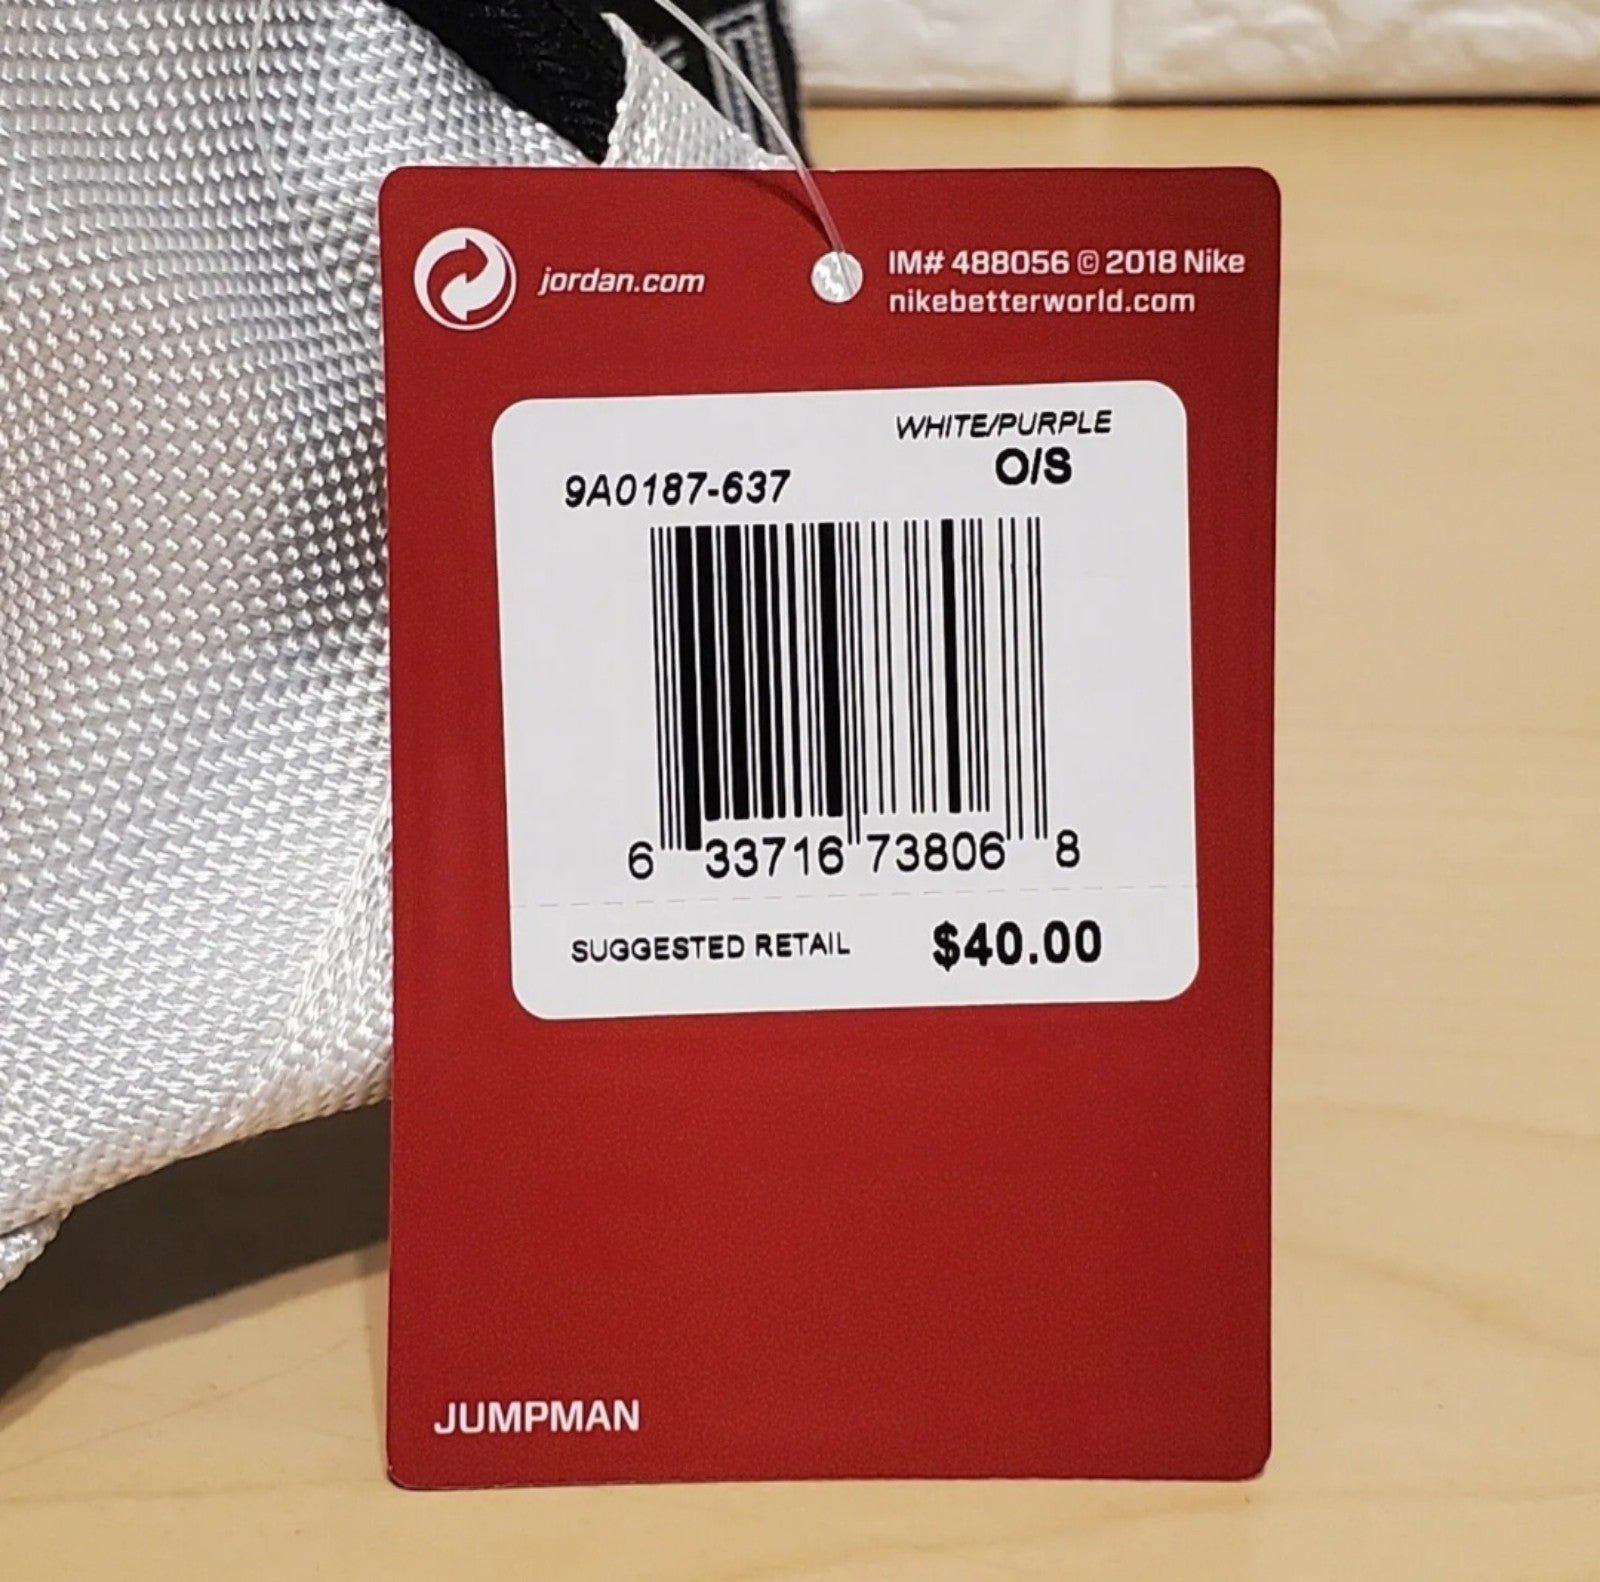 jordan.com
IM# 488056 © 2018 Nike
nikebetterworld.com
WHITE/PURPLE
O/S
9A0187-637
6 33716 73806 8
SUGGESTED RETAIL $40.00
JUMPMAN